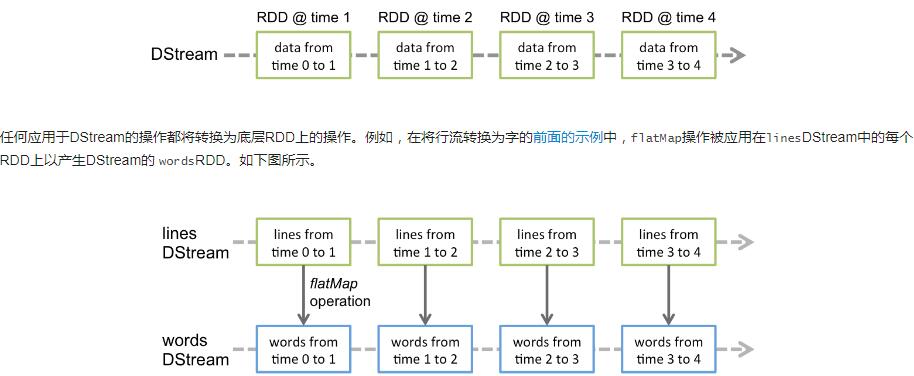 RDD @ time 1 RDD @ time 2 RDD @ time 3 RDD @ time 4
DStream
data from data from data from data from
time 0 to 1 time 1 to 2 time 2 to 3 time 3 to 4
任何应用于DStream的操作都将转换为底层RDD上的操作。例如，在将行流转换为字的前面的示例中，flatMap操作被应用在linesDStream中的每个
RDD上以产生DStream的 wordsRDD。如下图所示。
lines
DStream
lines from lines from lines from lines from
time 0 to 1 time 1 to 2 time 2 to 3 time 3 to 4
flatMap
operation
words
DStream
words from words from words from words from
time 0 to 1 time 1 to 2 time 2 to 3 time 3 to 4